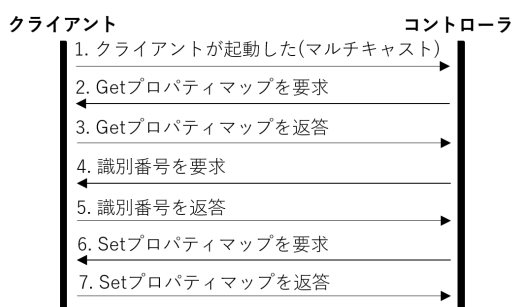 クライアント
コントローラ
1. クライアントが起動した(マルチキャスト)
2. Getプロパティマップを要求
3. Getプロパティマップを返答
4. 識別番号を要求
5. 識別番号を返答
6. Setプロパティマップを要求
7. Setプロパティマップを返答